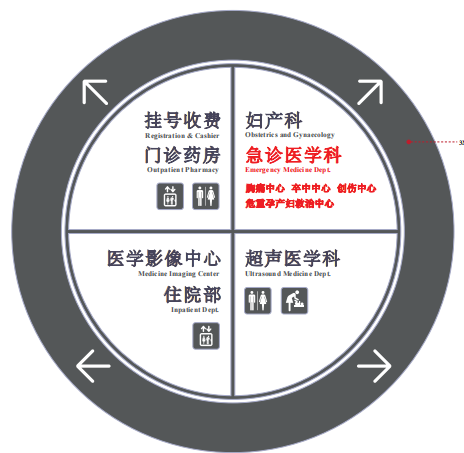 挂号收费
Registration & Cashier
门诊药房
Outpatient Pharmacy
妇产科
Obstetrics and Gynaecology
急诊医学科
Emergency Medicine Dept.
胸痛中心 卒中中心 创伤中心
危重孕产妇救治中心
医学影像中心
Medicine Imaging Center
住院部
Inpatient Dept.
超声医学科
Ultrasound Medicine Dept.